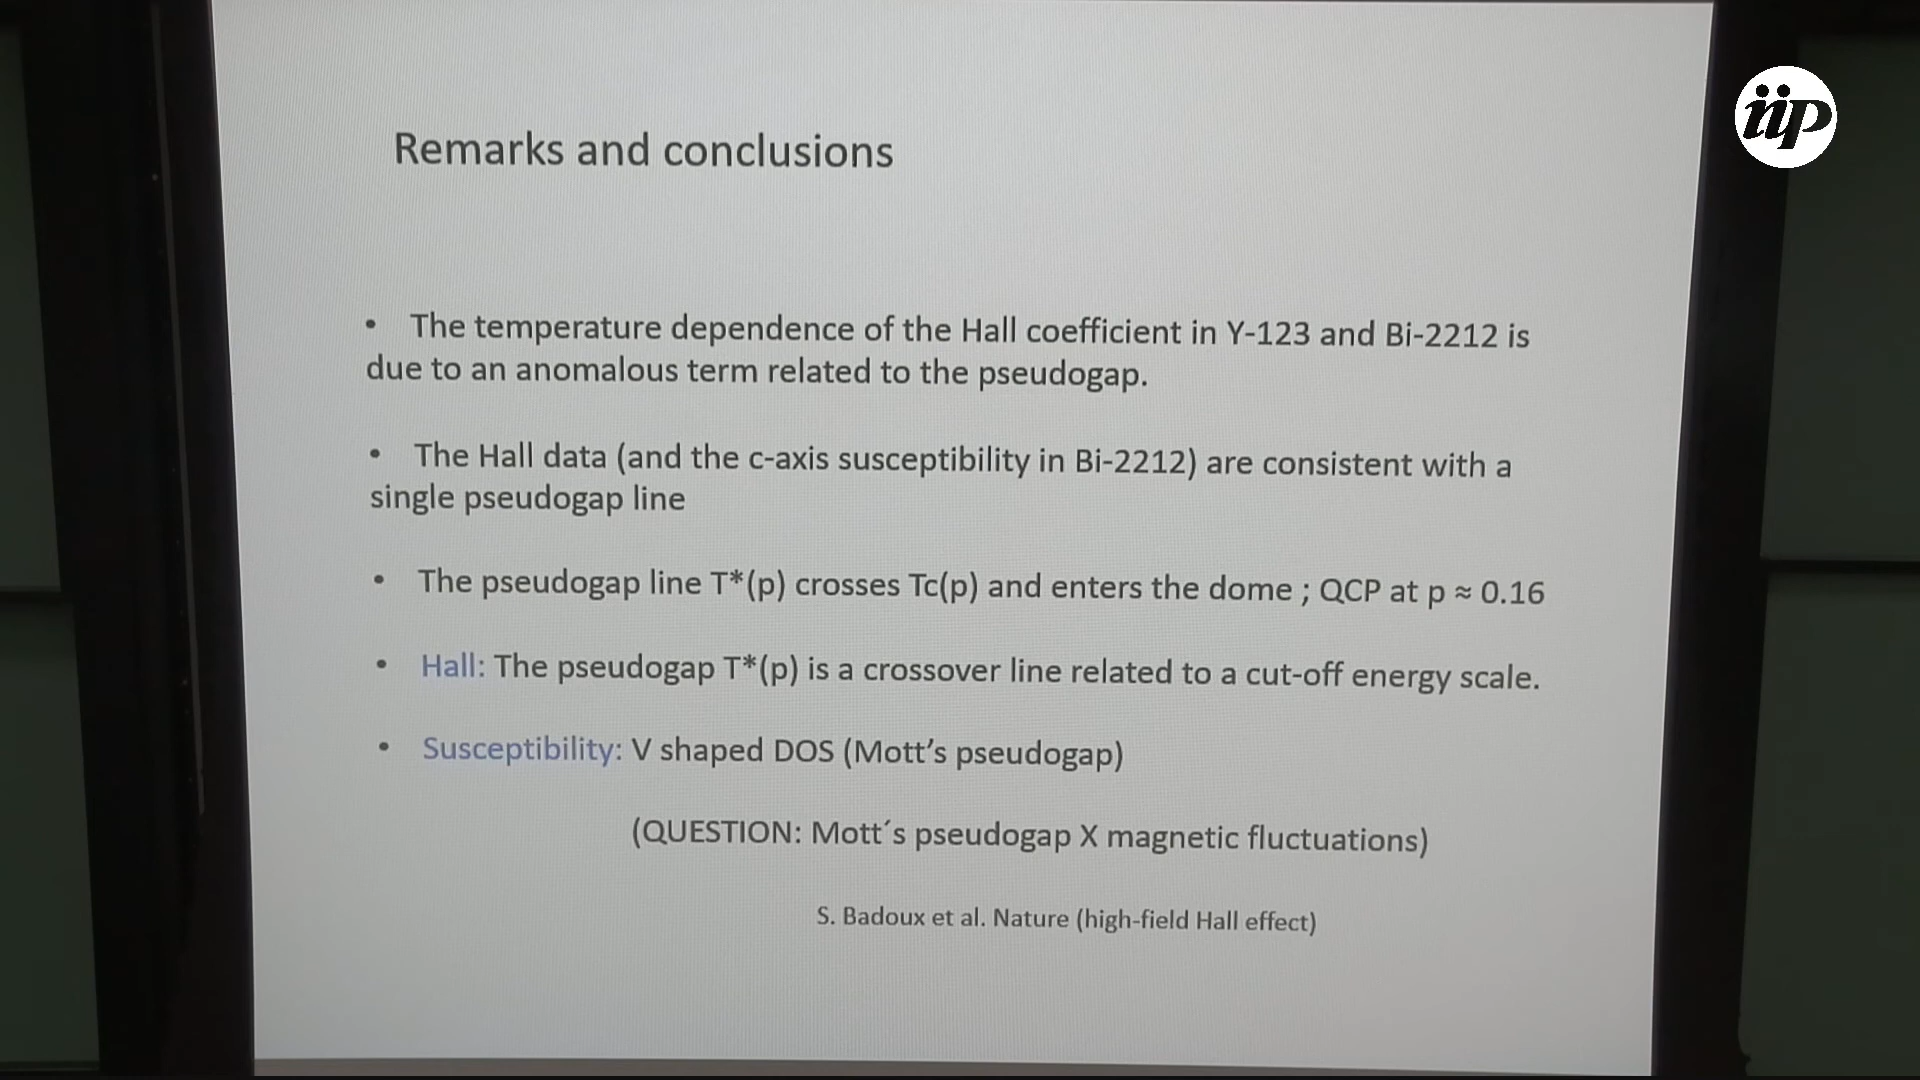 iip
Remarks and conclusions
• The temperature dependence of the Hall coefficient in Y-123 and Bi-2212 is
due to an anomalous term related to the pseudogap.
• The Hall data (and the c-axis susceptibility in Bi-2212) are consistent with a
single pseudogap line
• The pseudogap line T*(p) crosses Tc(p) and enters the dome ; QCP at p ≈ 0.16
• Hall: The pseudogap T*(p) is a crossover line related to a cut-off energy scale.
• Susceptibility: V shaped DOS (Mott’s pseudogap)
(QUESTION: Mott´s pseudogap X magnetic fluctuations)
S. Badoux et al. Nature (high-field Hall effect)